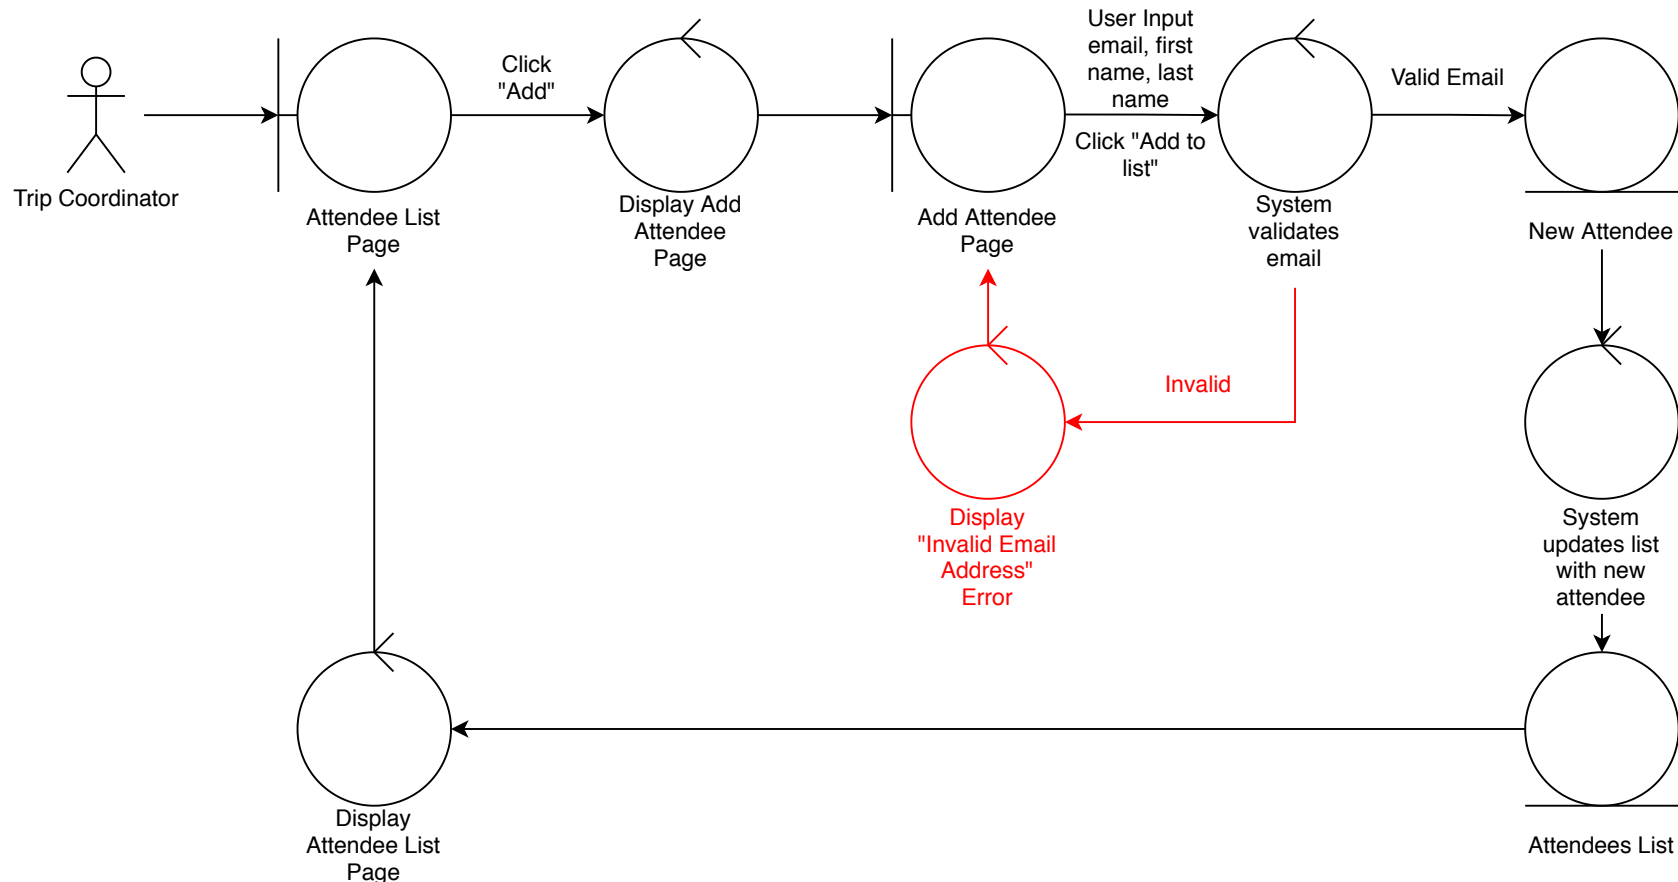 Trip Coordinator
Attendee List
Page
Click
"Add"
Display Add
Attendee
Page
Add Attendee
Page
User Input
email, first
name, last
name
Click "Add to
list"
System
validates
email
Valid Email
New Attendee
Invalid
Display
"Invalid Email
Address"
Error
System
updates list
with new
attendee
Attendees List
Display
Attendee List
Page